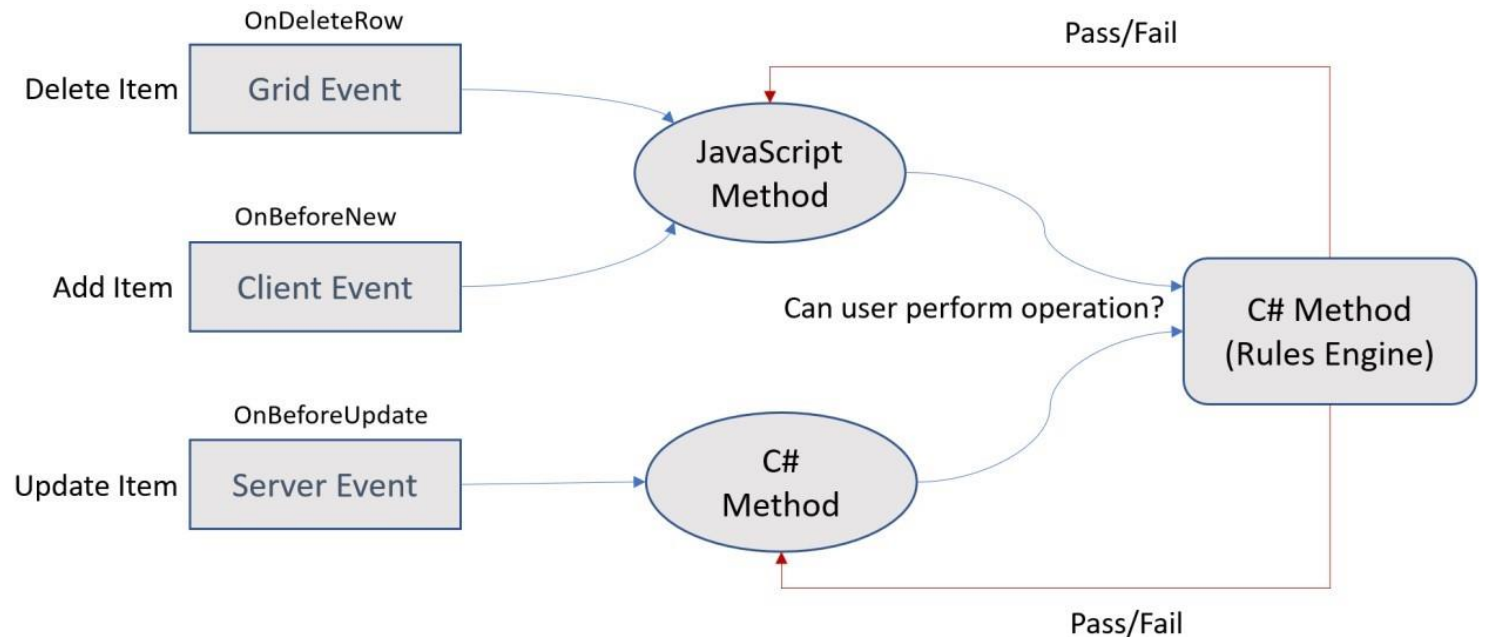 OnDeleteRow
Delete Item
Grid Event
Pass/Fail
JavaScript
Method
OnBeforeNew
Add Item
Client Event
Can user perform operation?
C# Method
(Rules Engine)
OnBeforeUpdate
Update Item
Server Event
C#
Method
Pass/Fail